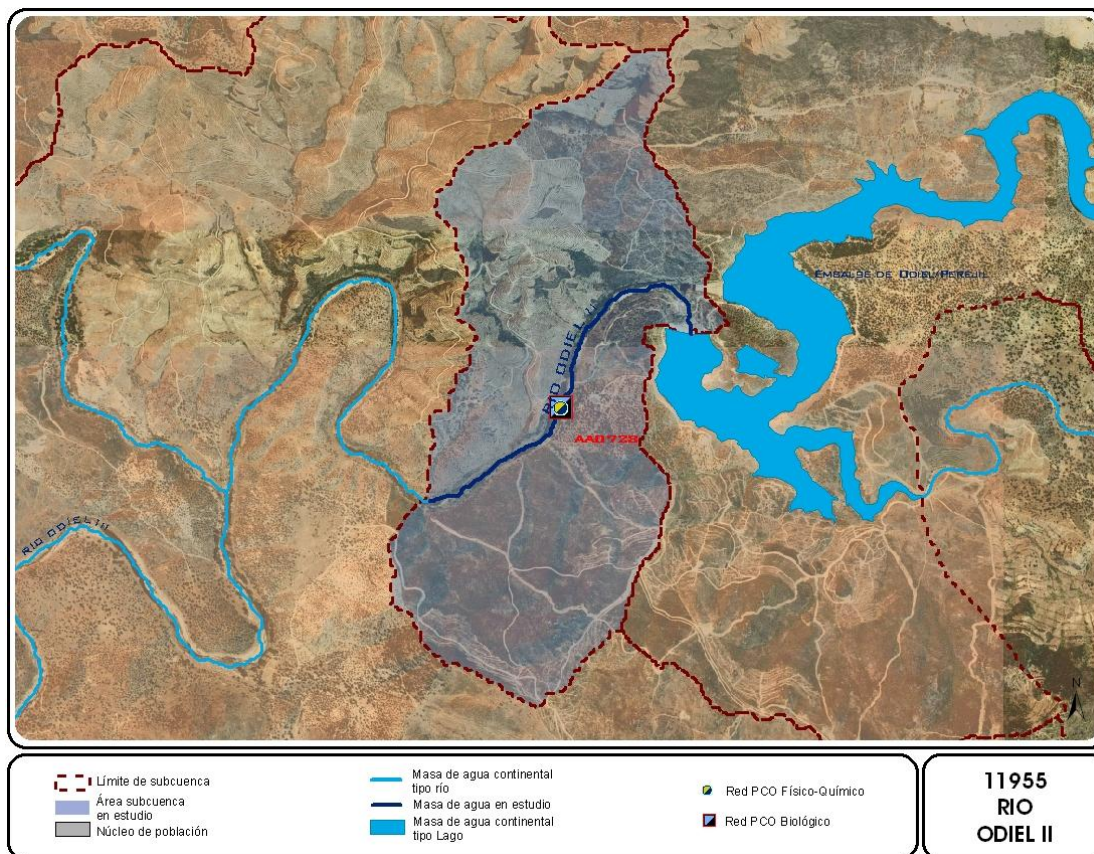 EMBALSE DE ODIEL/PEREJIL
RIO ODIEL II
AA0728
RIO ODIEL III
N
Límite de subcuenca
Área subcuenca
en estudio
Núcleo de población
Masa de agua continental
tipo río
Masa de agua en estudio
Masa de agua continental
tipo Lago
Red PCO Físico-Químico
Red PCO Biológico
11955
RIO
ODIEL II